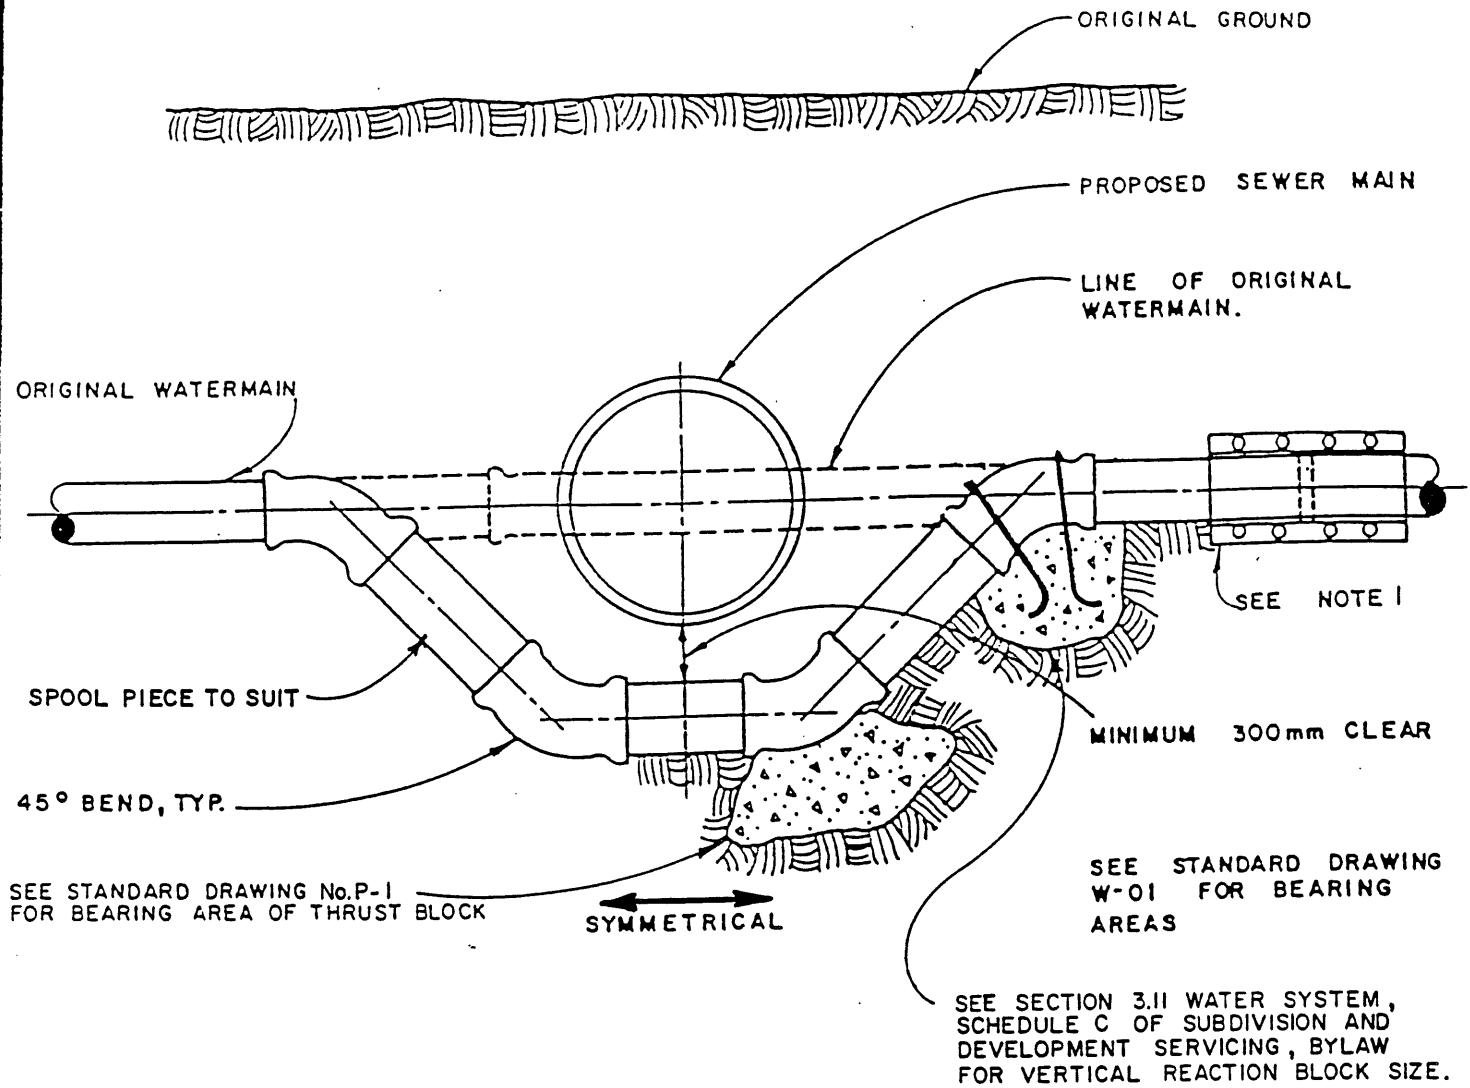 ORIGINAL GROUND
PROPOSED SEWER MAIN
LINE OF ORIGINAL
WATERMAIN.
ORIGINAL WATERMAIN
SEE NOTE 1
SPOOL PIECE TO SUIT
MINIMUM 300mm CLEAR
45° BEND, TYP.
SEE STANDARD DRAWING
W-01 FOR BEARING
AREAS
SEE STANDARD DRAWING No.P-1
FOR BEARING AREA OF THRUST BLOCK
SYMMETRICAL
SEE SECTION 3.11 WATER SYSTEM,
SCHEDULE C OF SUBDIVISION AND
DEVELOPMENT SERVICING, BYLAW
FOR VERTICAL REACTION BLOCK SIZE.